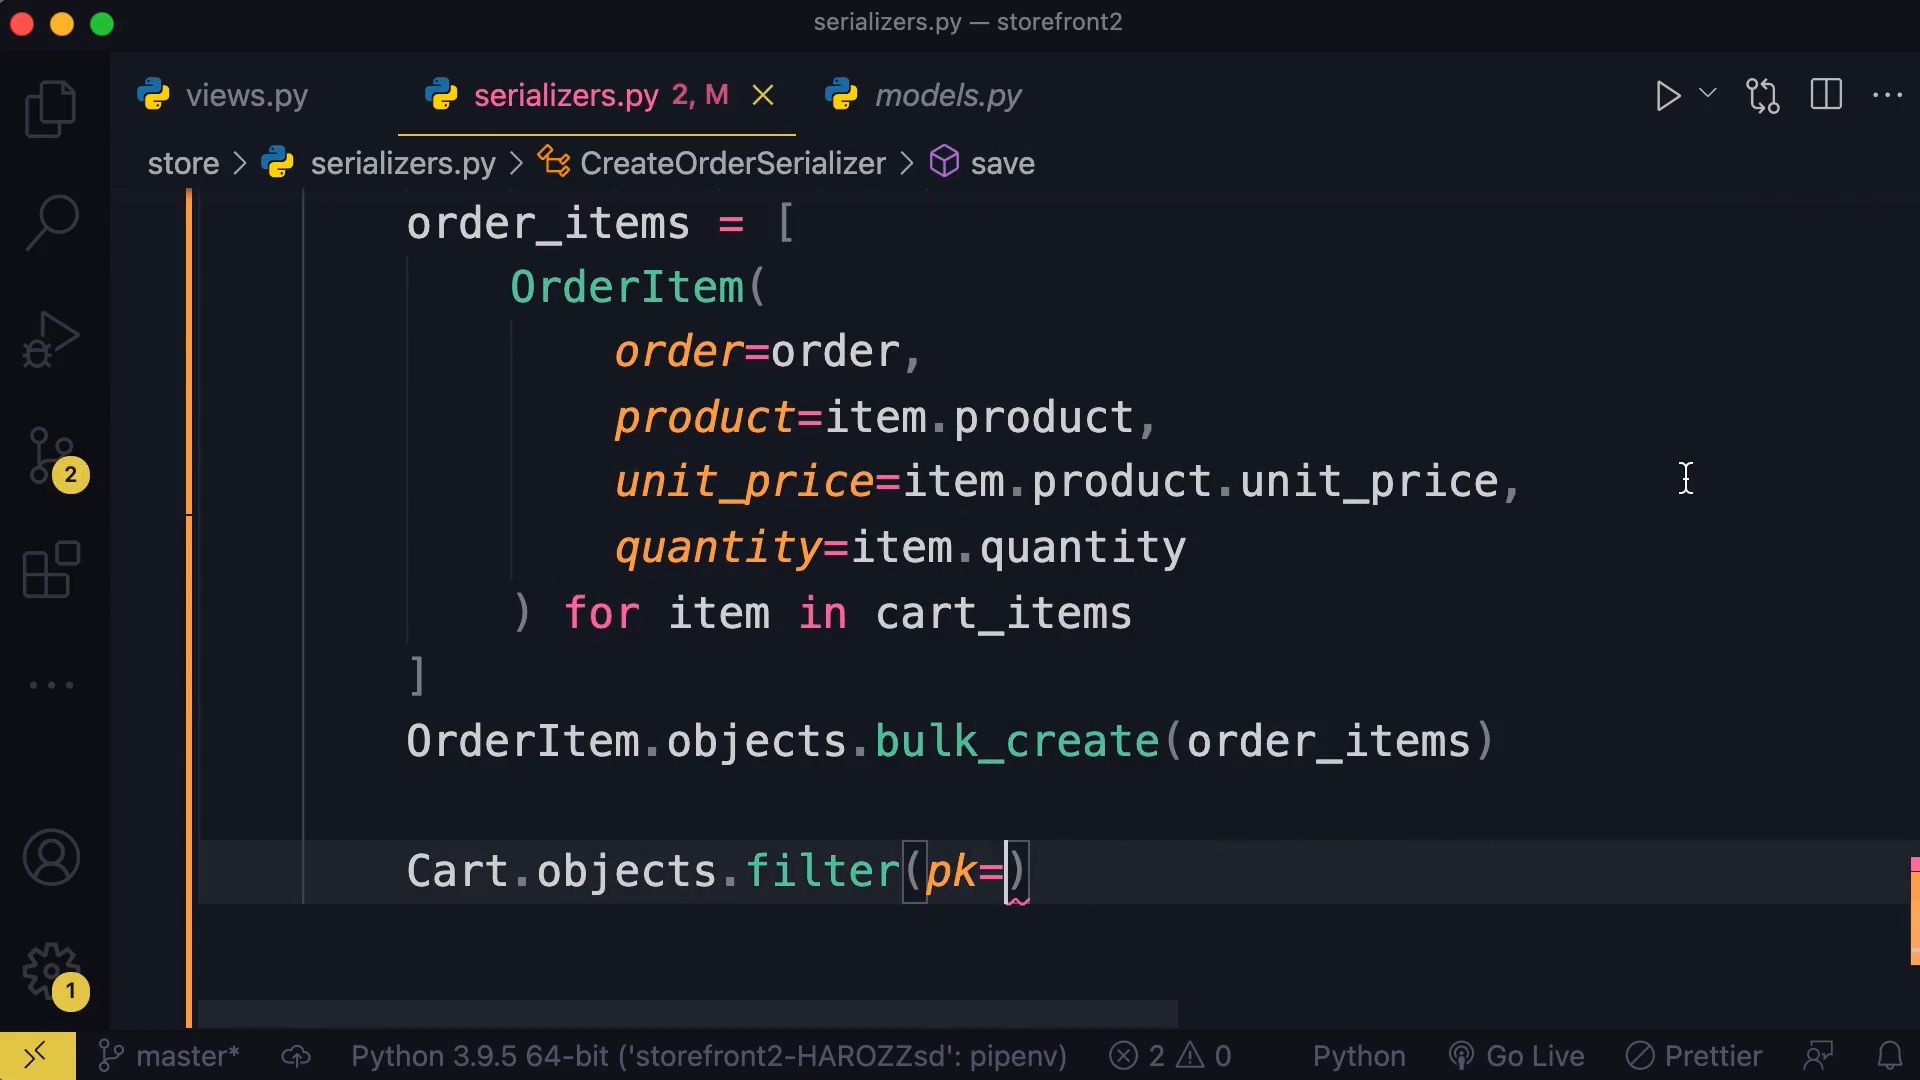 serializers.py — storefront2
views.py
serializers.py 2, M
models.py
store > serializers.py > CreateOrderSerializer > save
order_items = [
OrderItem(
order=order,
product=item.product,
unit_price=item.product.unit_price,
quantity=item.quantity
) for item in cart_items
]
OrderItem.objects.bulk_create(order_items)
Cart.objects.filter(pk=)
2
1
master* Python 3.9.5 64-bit ('storefront2-HAROZZsd': pipenv) 2 0 Python Go Live Prettier